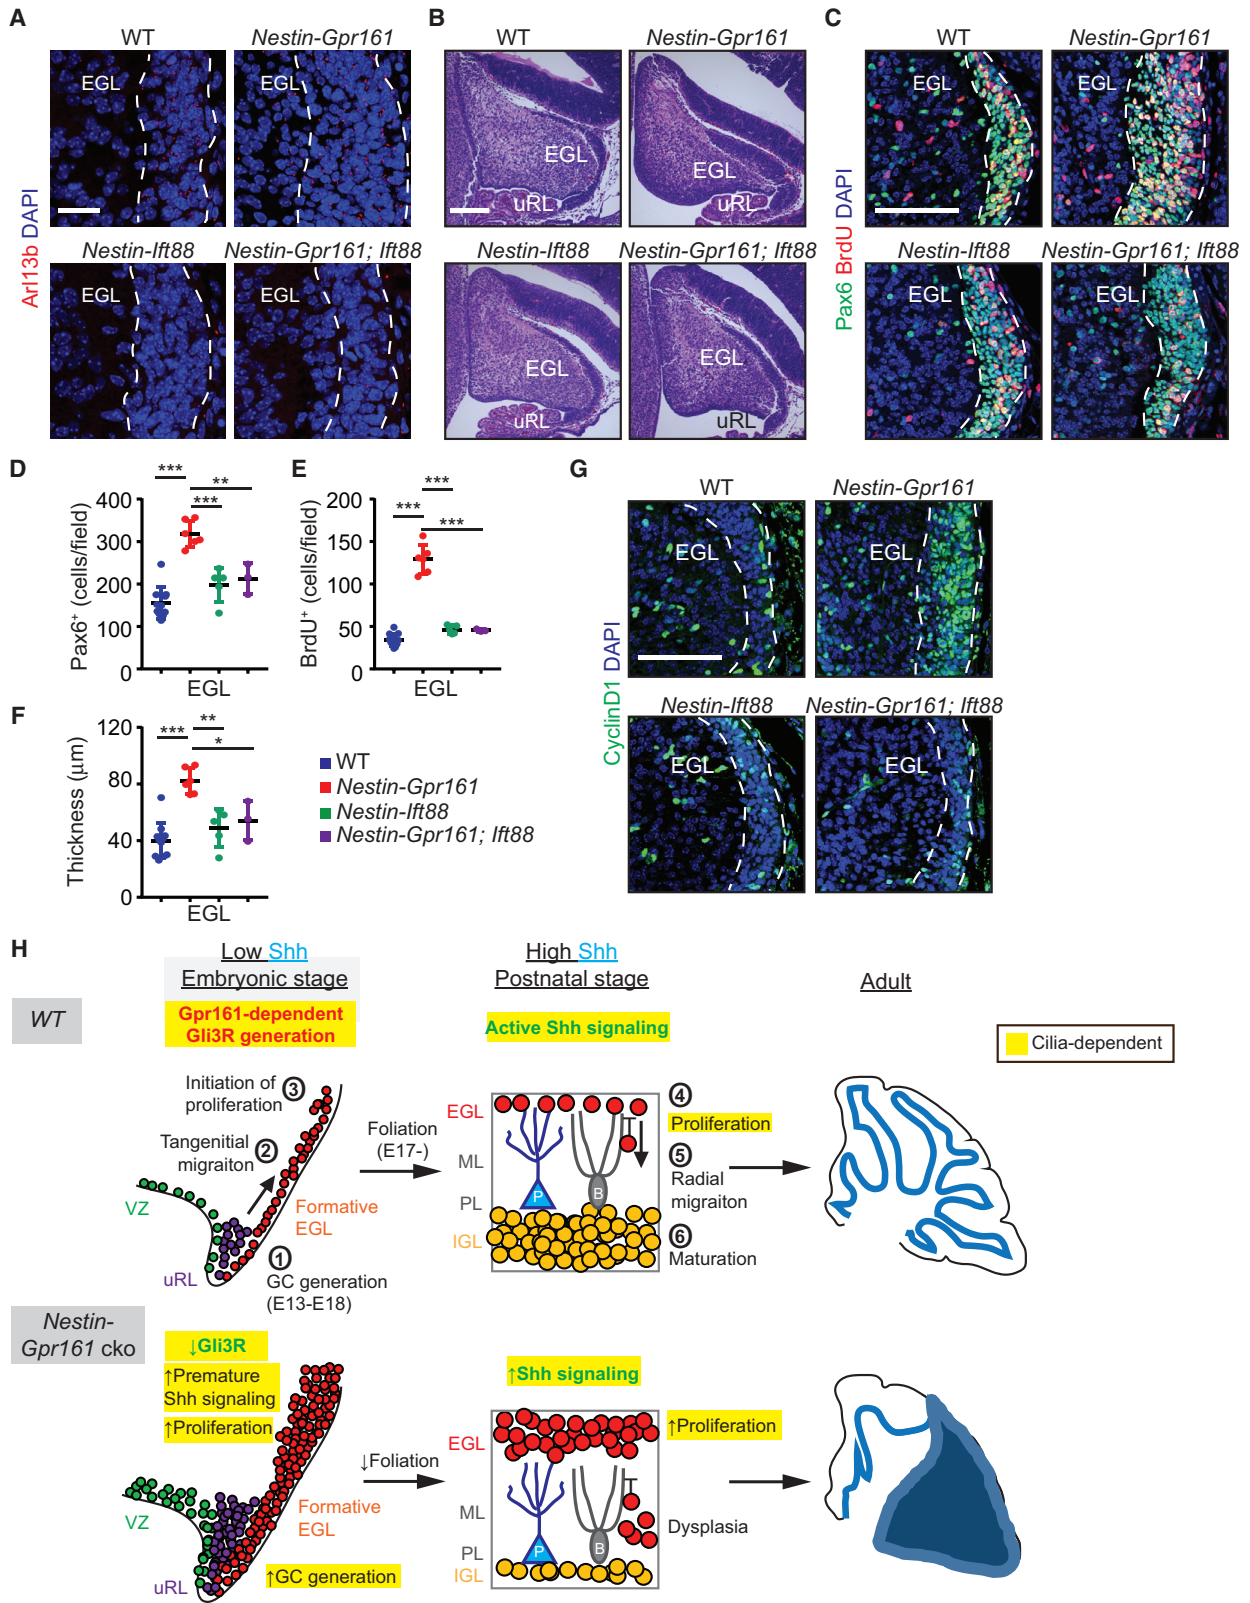 A
WT
Nestin-Gpr161
EGL
EGL
Nestin-Ift88
Nestin-Gpr161; Ift88
EGL
EGL
Arl13b DAPI
B
WT
Nestin-Gpr161
EGL
uRL
EGL
uRL
Nestin-Ift88
Nestin-Gpr161; Ift88
EGL
uRL
EGL
uRL
C
WT
Nestin-Gpr161
EGL
EGL
Nestin-Ift88
Nestin-Gpr161; Ift88
EGL
EGL
Pax6 BrdU DAPI
D
*** ** ***
Pax6+ (cells/field)
400
300
200
100
0
EGL
E
*** *** ***
BrdU+ (cells/field)
200
150
100
50
0
EGL
F
*** ** *
Thickness (μm)
120
80
40
0
EGL
WT
Nestin-Gpr161
Nestin-Ift88
Nestin-Gpr161; Ift88
G
WT
Nestin-Gpr161
EGL
EGL
Nestin-Ift88
Nestin-Gpr161; Ift88
EGL
EGL
CyclinD1 DAPI
H
Low Shh
Embryonic stage
High Shh
Postnatal stage
Adult
WT
Gpr161-dependent
Gli3R generation
Active Shh signaling
Cilia-dependent
Initiation of
proliferation
3
Tangenitial
migraiton
2
VZ
uRL
Formative
EGL
1
GC generation
(E13-E18)
Foliation
(E17-)
EGL
ML
PL
IGL
P
B
4
Proliferation
5
Radial
migraiton
6
Maturation
Nestin-
Gpr161 cko
↓Gli3R
↑Premature
Shh signaling
↑Proliferation
VZ
uRL
Formative
EGL
↑GC generation
↓Foliation
↑Shh signaling
EGL
ML
PL
IGL
P
B
↑Proliferation
Dysplasia